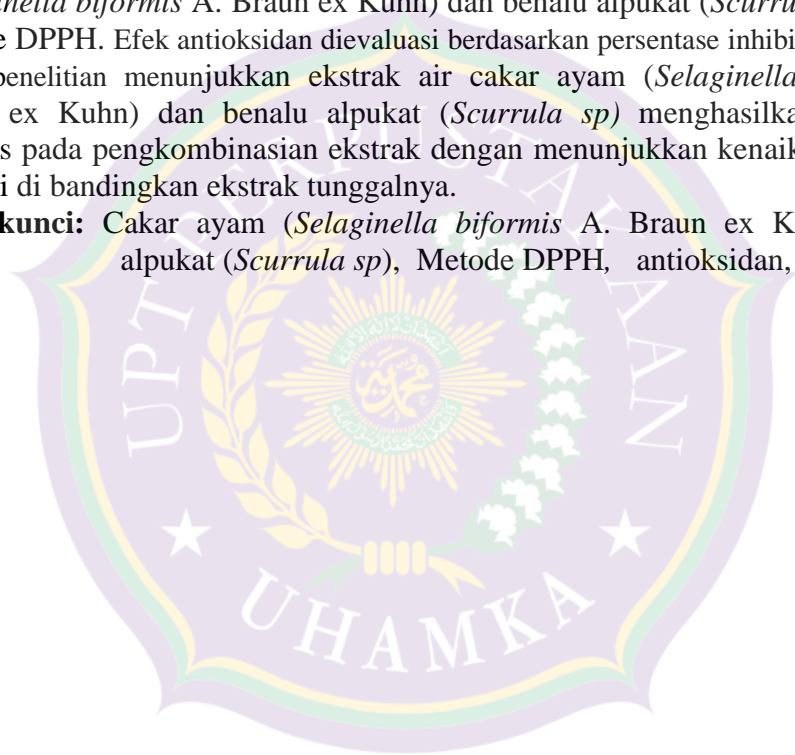 nella biformis A. Braun ex Kuhn) dan benalu alpukat (Scurru
e DPPH. Efek antioksidan dievaluasi berdasarkan persentase inhibi
penelitian menunjukkan ekstrak air cakar ayam (Selaginella
ex Kuhn) dan benalu alpukat (Scurrula sp) menghasilka
s pada pengkombinasian ekstrak dengan menunjukkan kenaik
i di bandingkan ekstrak tunggalnya.
kunci: Cakar ayam (Selaginella biformis A. Braun ex K
alpukat (Scurrula sp), Metode DPPH, antioksidan,
UPT PERPUSTAKAAN
UHAMKA